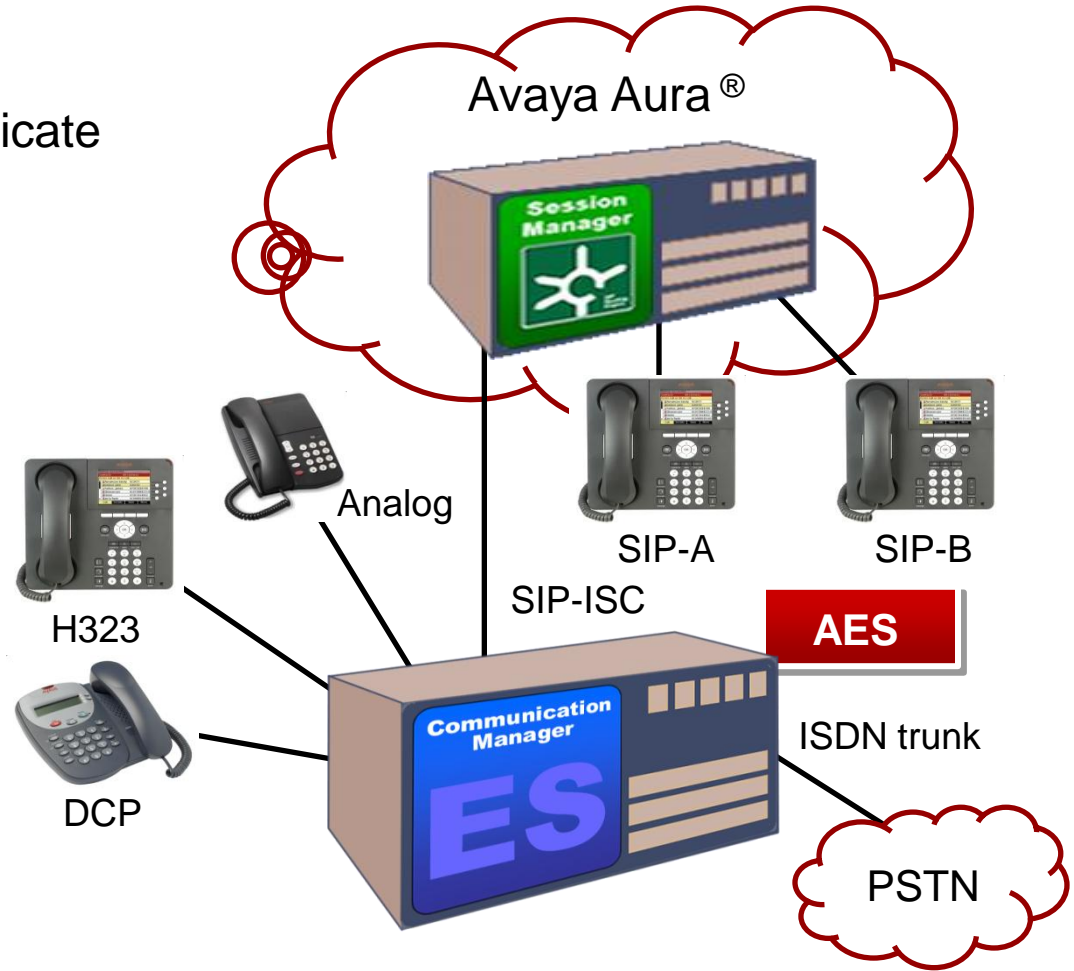 icate
Avaya Aura ®
Session
Manager
Analog
H323
DCP
SIP-A
SIP-B
SIP-ISC
AES
Communication
Manager
ES
ISDN trunk
PSTN